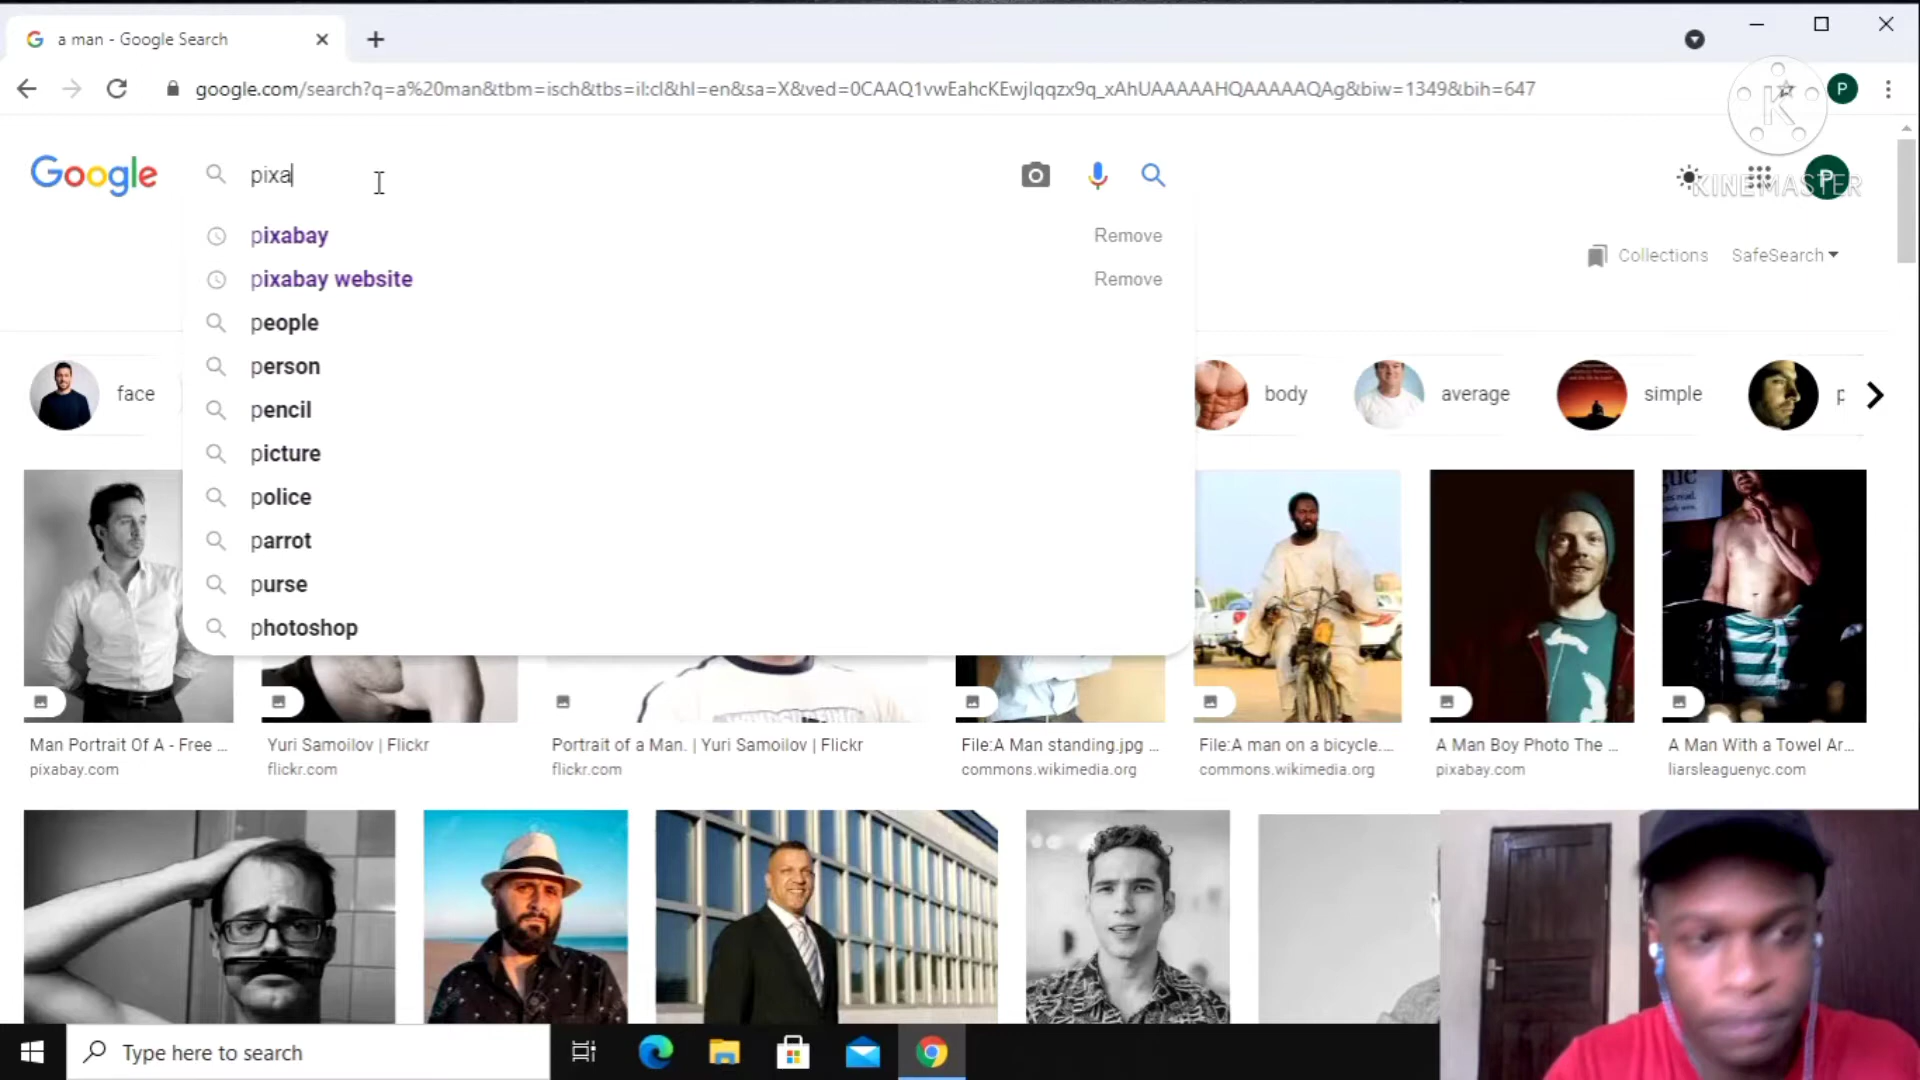 a man - Google Search
google.com/search?q=a%20man&tbm=isch&tbs=il:cl&hl=en&sa=X&ved=0CAAQ1vwEahcKEwjIqqzx9q_xAhUAAAAAHQAAAAAQAg&biw=1349&bih=647
P
K
Google
pixa
KINEMASTER
P
pixabay
Remove
pixabay website
Remove
Collections
SafeSearch
people
person
pencil
picture
police
parrot
purse
photoshop
face
body
average
simple
Man Portrait Of A - Free ...
pixabay.com
Yuri Samoilov | Flickr
flickr.com
Portrait of a Man. | Yuri Samoilov | Flickr
flickr.com
File:A Man standing.jpg ...
commons.wikimedia.org
File:A man on a bicycle....
commons.wikimedia.org
A Man Boy Photo The ...
pixabay.com
A Man With a Towel Ar...
liarsleaguenyc.com
Type here to search